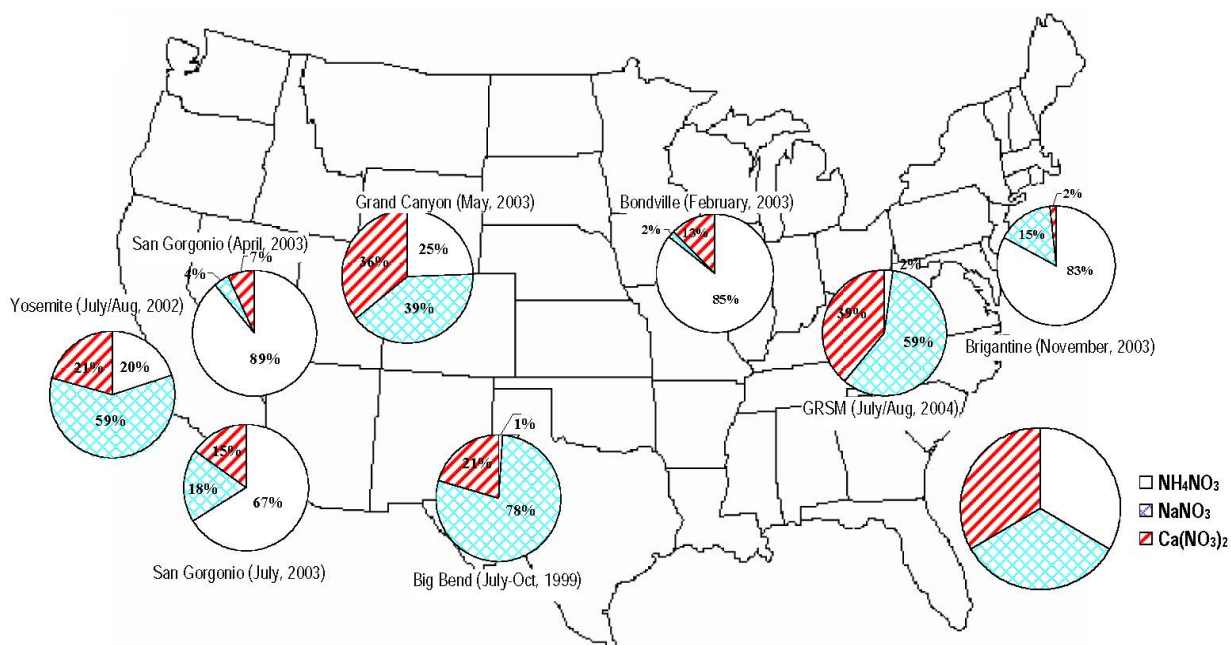 Grand Canyon (May, 2003)
36%
25%
39%
San Gorgonio (April, 2003)
4%
7%
89%
Yosemite (July/Aug, 2002)
21%
20%
59%
15%
18%
67%
San Gorgonio (July, 2003)
1%
21%
78%
Big Bend (July-Oct, 1999)
Bondville (February, 2003)
2%
13%
85%
2%
39%
59%
GRSM (July/Aug, 2004)
2%
15%
83%
Brigantine (November, 2003)
NH₄NO₃
NaNO₃
Ca(NO₃)₂